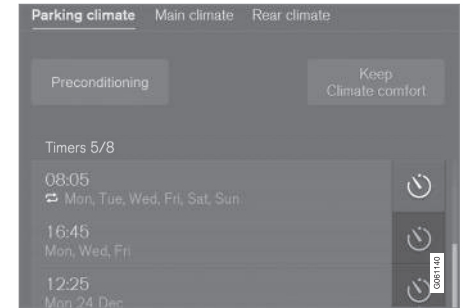 Parking climate Main climate Rear climate
Preconditioning
Keep
Climate comfort
Timers 5/8
08:05
Mon, Tue, Wed, Fri, Sat, Sun
16:45
Mon, Wed, Fri
12:25
Mon 24 Dec
G061140